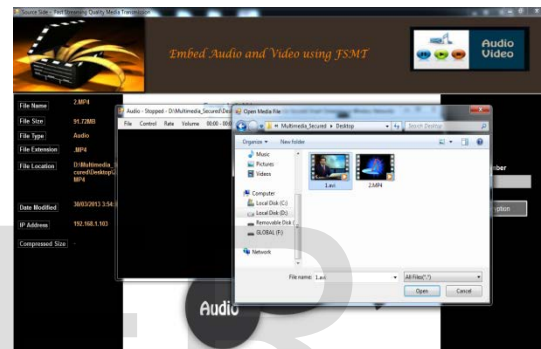 Source Side - Fast Streaming Quality Media Transmission
Embed Audio and Video using FSMT
Audio
Video
File Name
2.MP4
File Size
91.72MB
File Type
Audio
File Extension
.MP4
File Location
D:\Multimedia_S
cured\Desktop\2
MP4
Date Modified
30/03/2013 3:54:
IP Address
192.168.1.103
Compressed Size
-
Audio - Stopped - D:\Multimedia_Secured\Des
File Control Rate Volume 00:00 - 00:0
Open Media File
Multimedia_Secured
Desktop
Search Desktop
Organize
New folder
Music
Pictures
Videos
Computer
Local Disk (C:)
Local Disk (D:)
Removable Disk (
GLOBAL (F:)
Network
1.avi
2.MP4
File name: 1.avi
All Files(*.*)
Open
Cancel
mber
yption
Audio